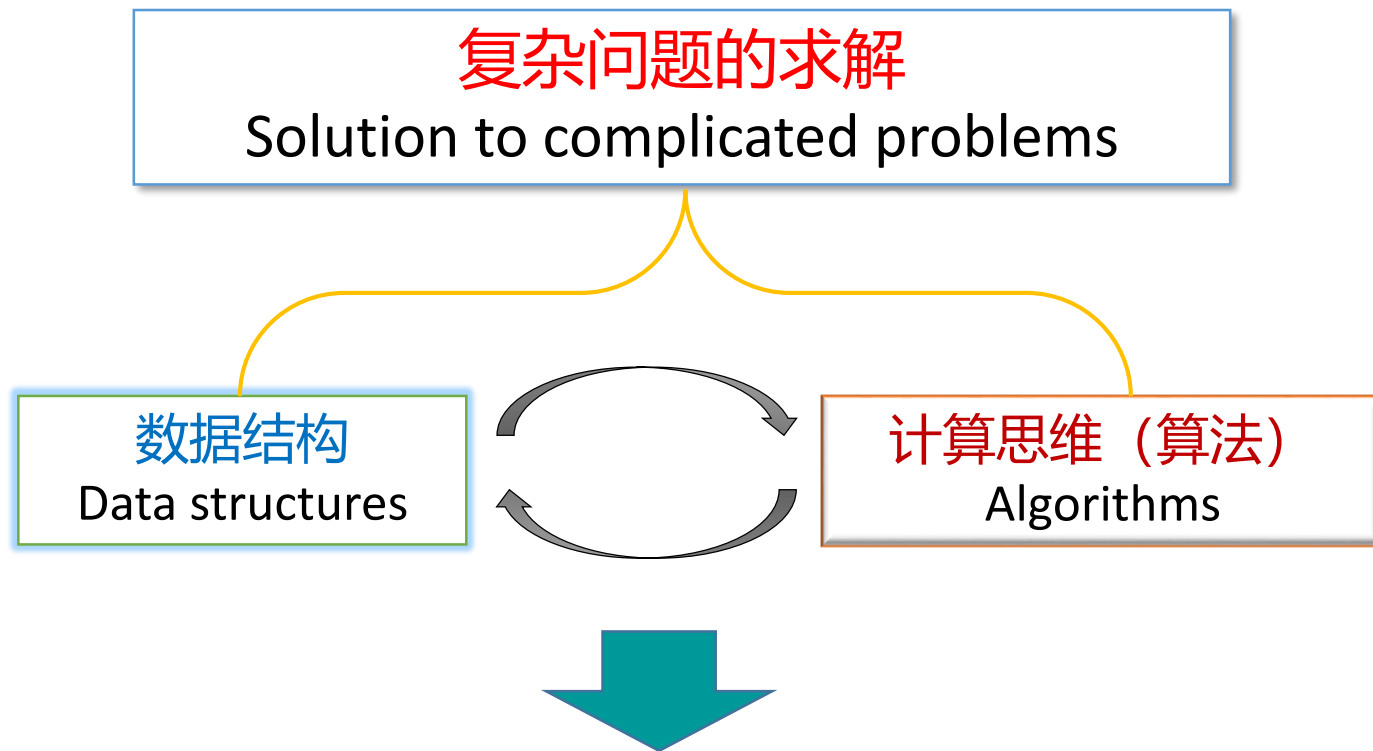 复杂问题的求解
Solution to complicated problems
数据结构
Data structures
计算思维（算法）
Algorithms